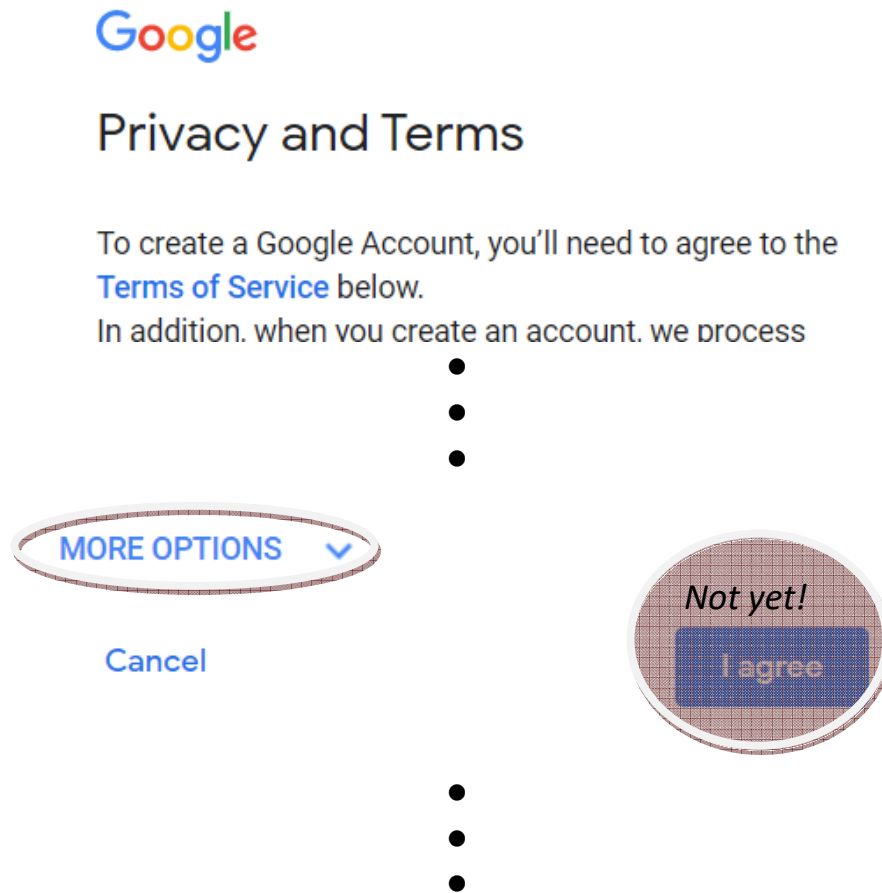 Google
Privacy and Terms
To create a Google Account, you’ll need to agree to the
Terms of Service below.
In addition, when you create an account, we process
MORE OPTIONS
Not yet!
Cancel
I agree